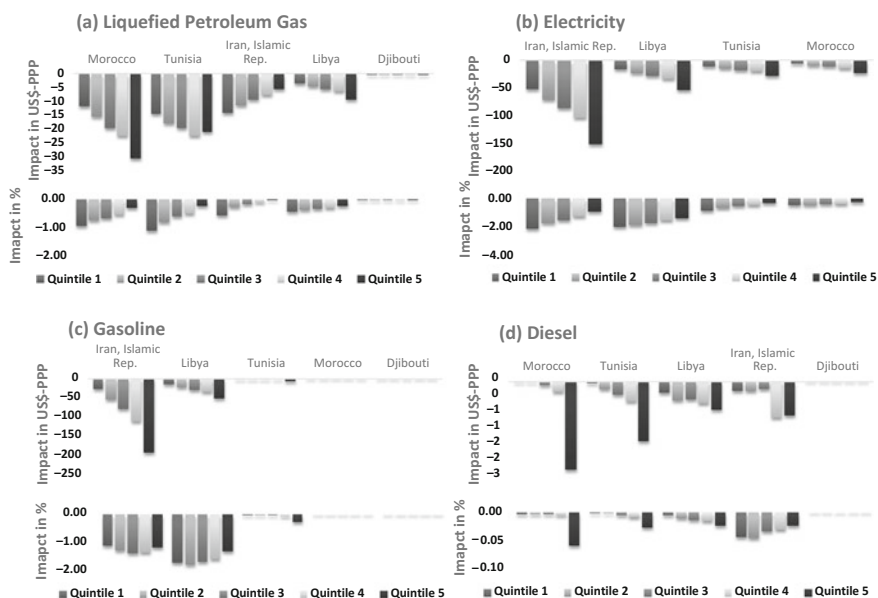 (a) Liquefied Petroleum Gas
Morocco Tunisia Iran, Islamic Rep. Libya Djibouti
Impact in US$-PPP
0
−5
−10
−15
−20
−25
−30
−35
Imapct in %
0.00
−1.00
−2.00
Quintile 1 Quintile 2 Quintile 3 Quintile 4 Quintile 5
(b) Electricity
Iran, Islamic Rep. Libya Tunisia Morocco
Impact in US$-PPP
0
−50
−100
−150
−200
Imapct in %
0.00
−2.00
−4.00
Quintile 1 Quintile 2 Quintile 3 Quintile 4 Quintile 5
(c) Gasoline
Iran, Islamic Rep. Libya Tunisia Morocco Djibouti
Impact in US$-PPP
0
−50
−100
−150
−200
−250
Imapct in %
0.00
−1.00
−2.00
Quintile 1 Quintile 2 Quintile 3 Quintile 4 Quintile 5
(d) Diesel
Morocco Tunisia Libya Iran, Islamic Rep. Djibouti
Impact in US$-PPP
0
0
−1
−1
−2
−2
−3
−3
Imapct in %
0.00
−0.05
−0.10
Quintile 1 Quintile 2 Quintile 3 Quintile 4 Quintile 5